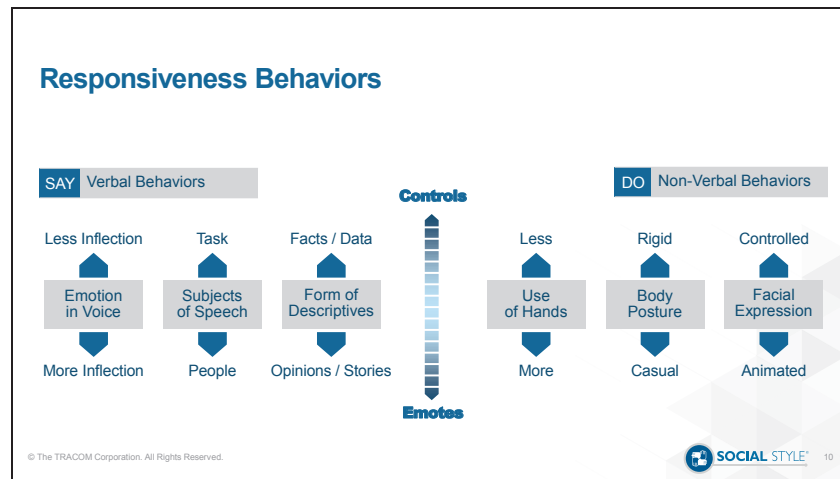 Responsiveness Behaviors
SAY Verbal Behaviors
DO Non-Verbal Behaviors
Controls
Less Inflection Task Facts / Data Less Rigid Controlled
Emotion
in Voice
Subjects
of Speech
Form of
Descriptives
Use
of Hands
Body
Posture
Facial
Expression
More Inflection People Opinions / Stories More Casual Animated
Emotes
© The TRACOM Corporation. All Rights Reserved.
SOCIAL STYLE®
10